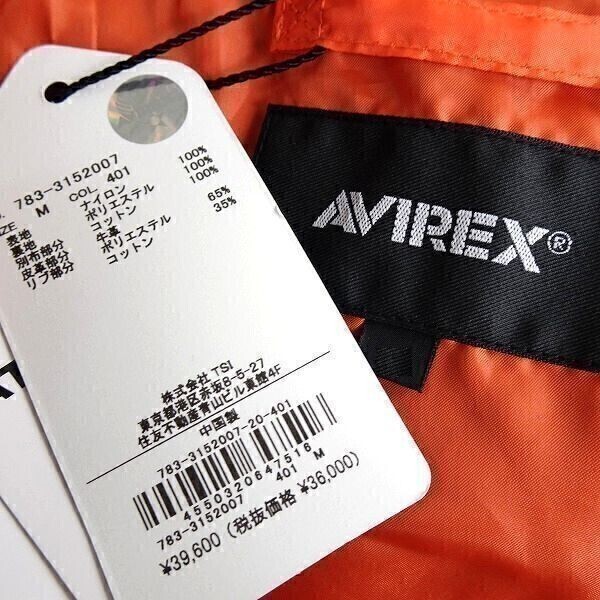 783-3152007
M COL. 401
表地 ナイロン 100%
裏地 ポリエステル 100%
別布部分 コットン 100%
皮革部分 牛革
リブ部分 ポリエステル 65%
コットン 35%
株式会社 TSI
東京都港区赤坂8-5-27
住友不動産青山ビル東館4F
中国製
783-3152007-20-401
4550320647516
783-3152007 401 M
¥39,600 (税抜価格 ¥36,000)
AVIREX®